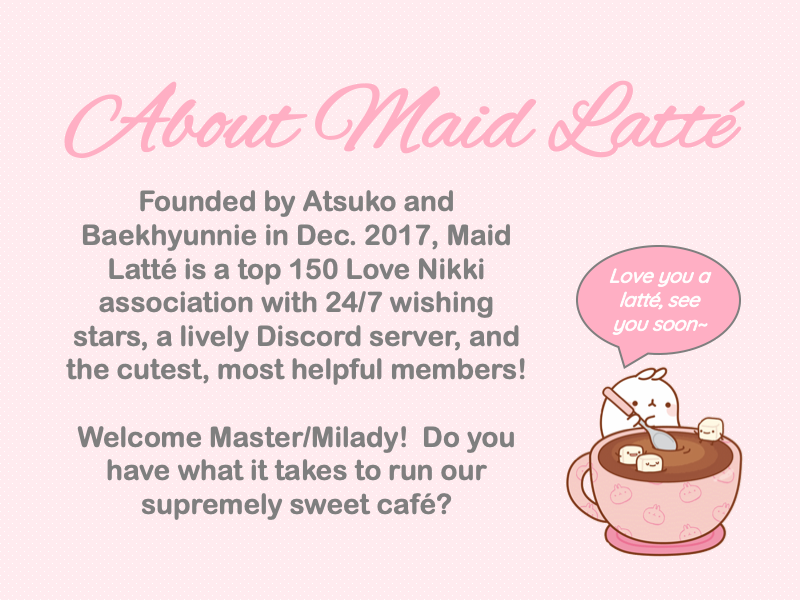 About Maid Latté
Founded by Atsuko and
Baekhyunnie in Dec. 2017, Maid
Latté is a top 150 Love Nikki
association with 24/7 wishing
stars, a lively Discord server, and
the cutest, most helpful members!
Welcome Master/Milady!  Do you
have what it takes to run our
supremely sweet café?
Love you a
latté, see
you soon~